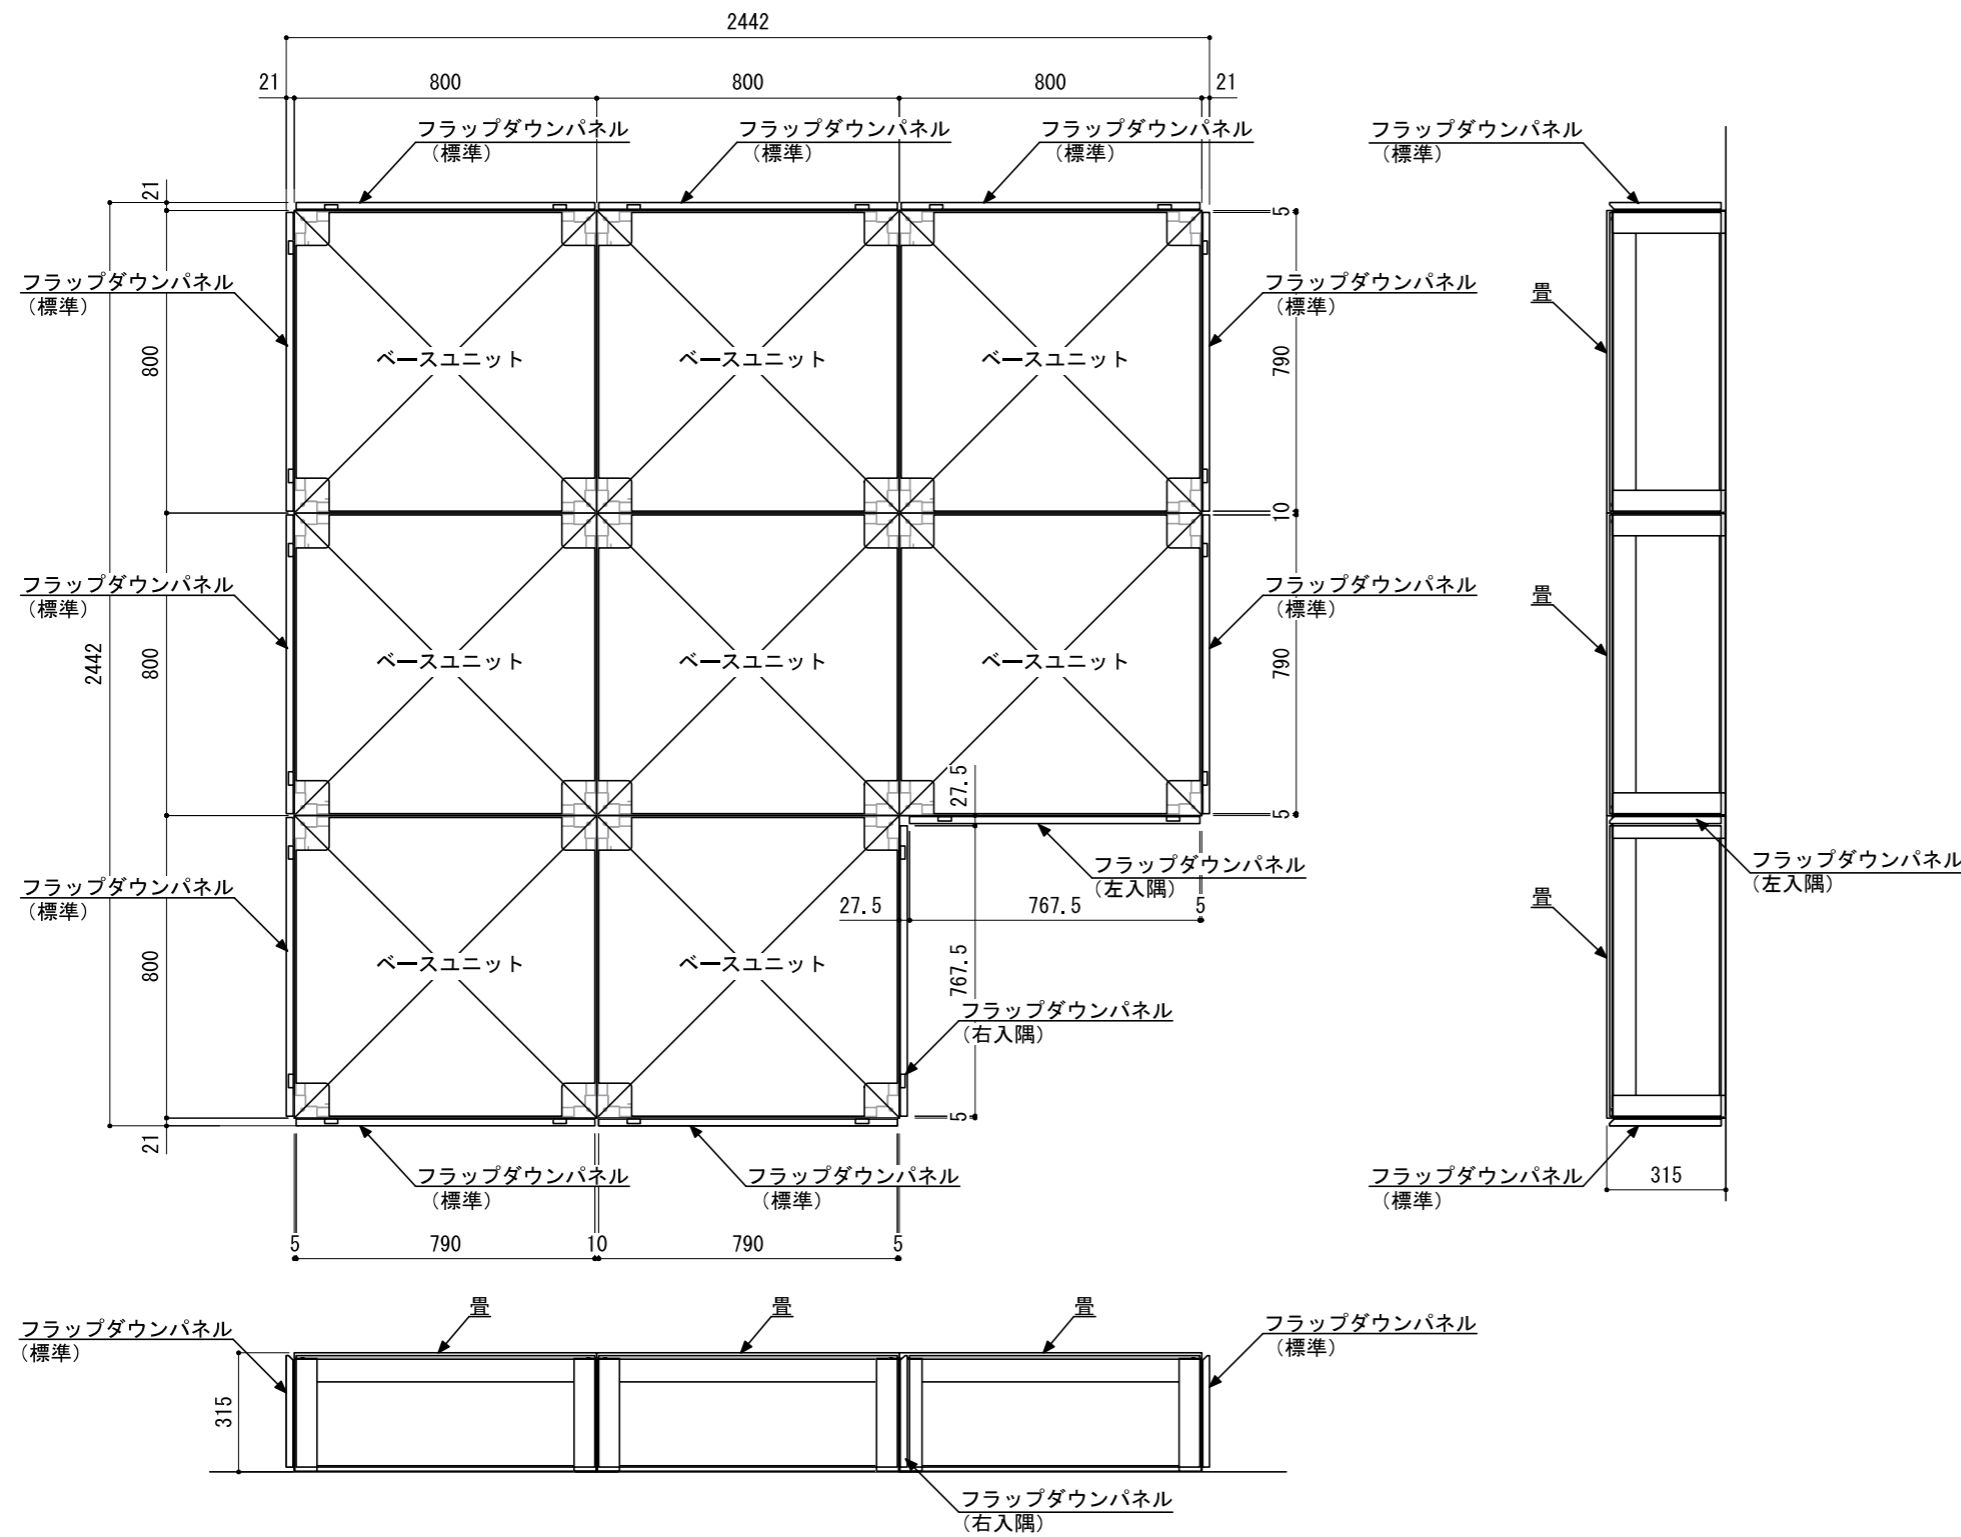 2442
21
800
800
800
21
フラップダウンパネル
(標準)
フラップダウンパネル
(標準)
フラップダウンパネル
(標準)
フラップダウンパネル
(標準)
21
5
フラップダウンパネル
(標準)
フラップダウンパネル
(標準)
畳
800
ベースユニット
ベースユニット
ベースユニット
790
10
フラップダウンパネル
(標準)
フラップダウンパネル
(標準)
畳
2442
800
ベースユニット
ベースユニット
ベースユニット
790
27.5
5
フラップダウンパネル
(標準)
フラップダウンパネル
(左入隅)
フラップダウンパネル
(左入隅)
畳
27.5
767.5
5
800
ベースユニット
ベースユニット
767.5
フラップダウンパネル
(右入隅)
5
21
フラップダウンパネル
(標準)
フラップダウンパネル
(標準)
フラップダウンパネル
(標準)
315
5
790
10
790
5
畳
畳
畳
フラップダウンパネル
(標準)
フラップダウンパネル
(標準)
315
フラップダウンパネル
(右入隅)